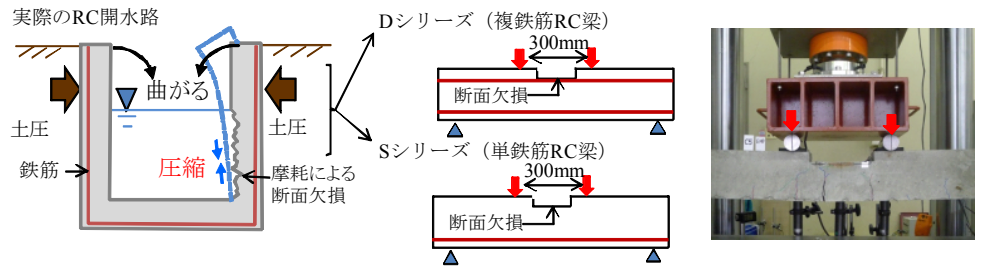 実際のRC開水路
曲がる
土圧
土圧
鉄筋
圧縮
摩耗による
断面欠損
Dシリーズ（複鉄筋RC梁）
300mm
断面欠損
Sシリーズ（単鉄筋RC梁）
300mm
断面欠損